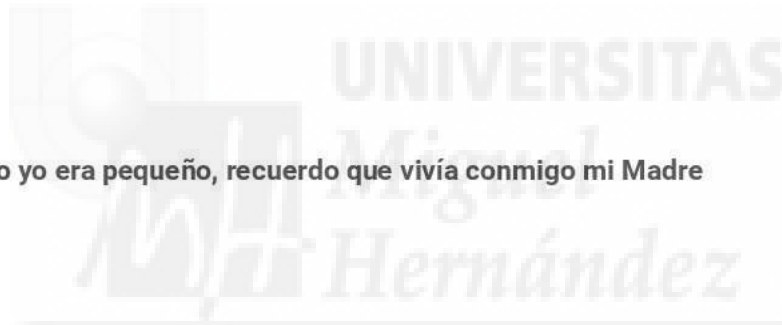 UNIVERSITAS
Miguel
o yo era pequeño, recuerdo que vivía conmigo mi Madre
Hernández